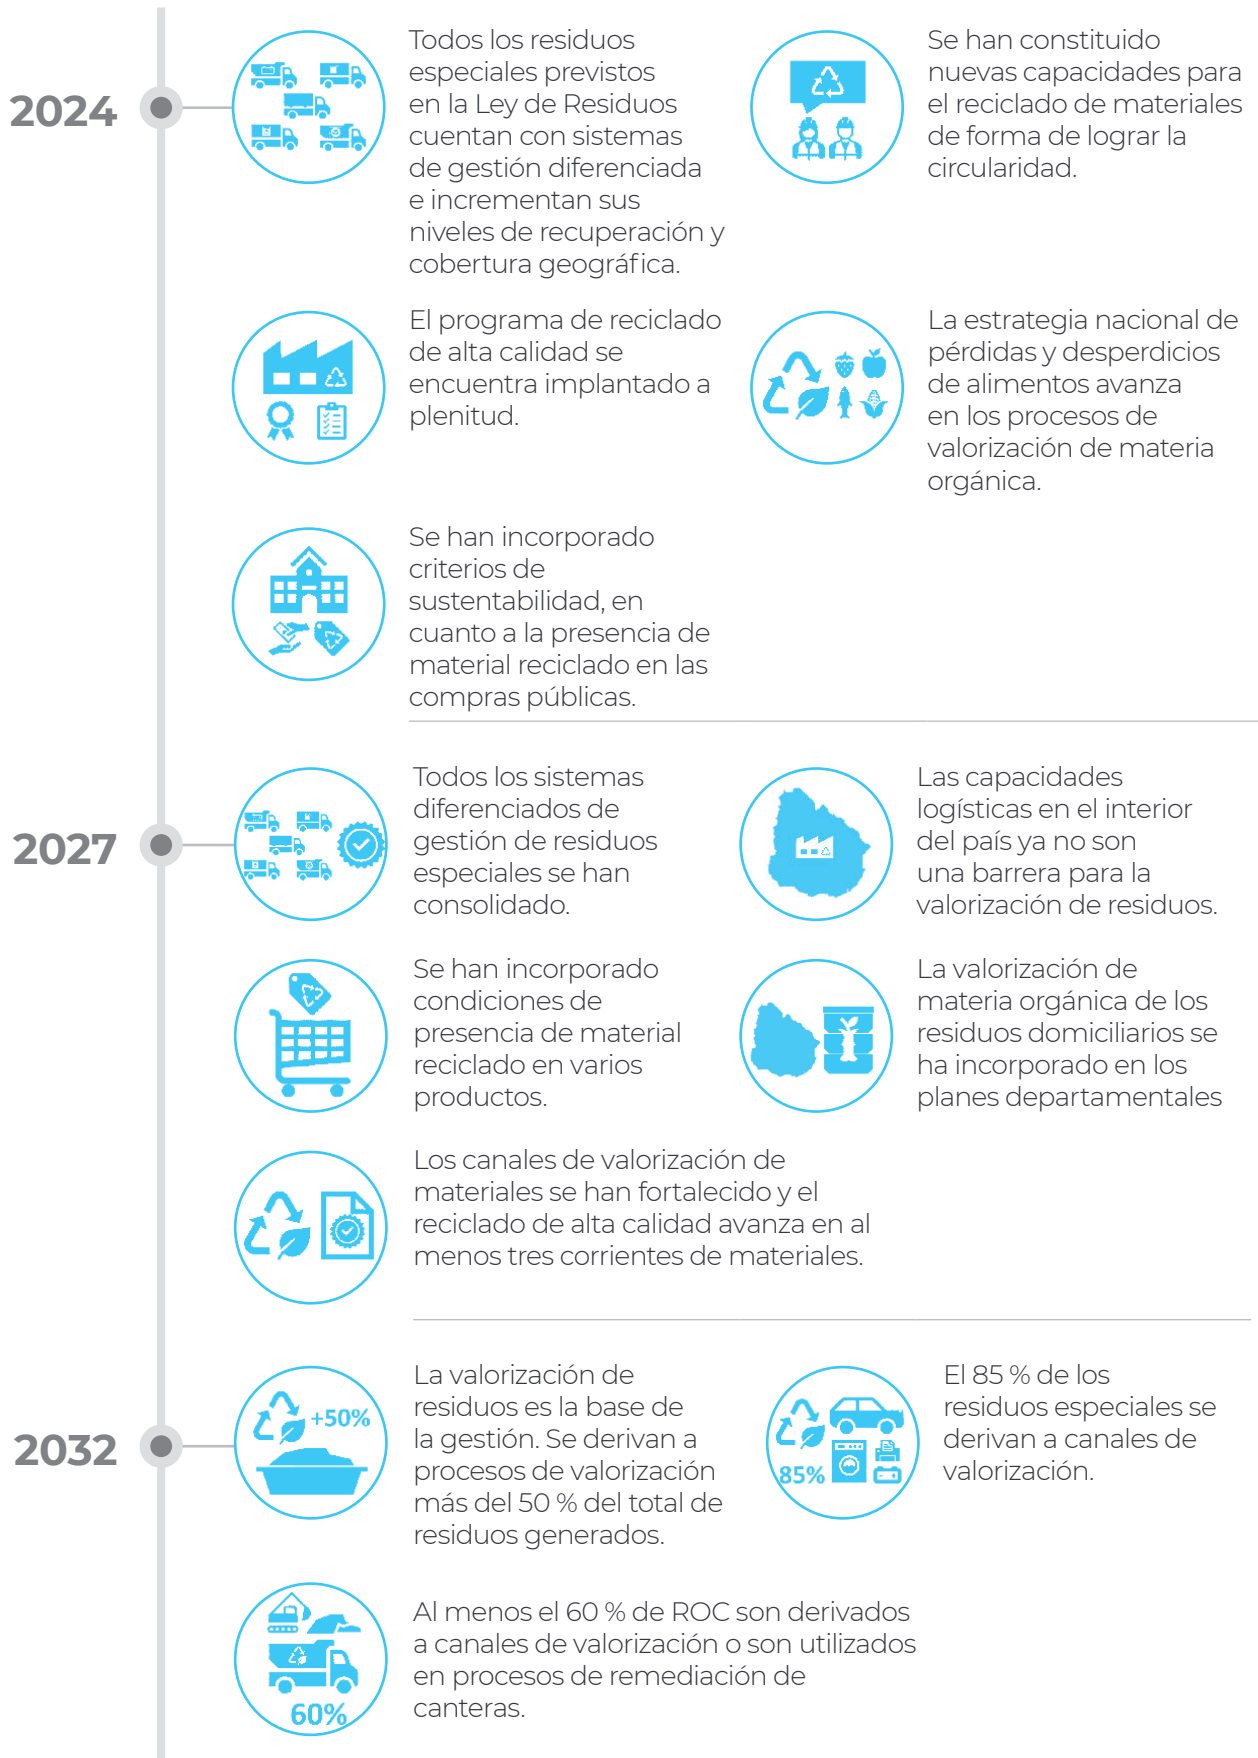 2024
Todos los residuos
especiales previstos
en la Ley de Residuos
cuentan con sistemas
de gestión diferenciada
e incrementan sus
niveles de recuperación y
cobertura geográfica.
Se han constituido
nuevas capacidades para
el reciclado de materiales
de forma de lograr la
circularidad.
El programa de reciclado
de alta calidad se
encuentra implantado a
plenitud.
La estrategia nacional de
pérdidas y desperdicios
de alimentos avanza
en los procesos de
valorización de materia
orgánica.
Se han incorporado
criterios de
sustentabilidad, en
cuanto a la presencia de
material reciclado en las
compras públicas.
2027
Todos los sistemas
diferenciados de
gestión de residuos
especiales se han
consolidado.
Las capacidades
logísticas en el interior
del país ya no son
una barrera para la
valorización de residuos.
Se han incorporado
condiciones de
presencia de material
reciclado en varios
productos.
La valorización de
materia orgánica de los
residuos domiciliarios se
ha incorporado en los
planes departamentales
Los canales de valorización de
materiales se han fortalecido y el
reciclado de alta calidad avanza en al
menos tres corrientes de materiales.
2032
+50%
La valorización de
residuos es la base de
la gestión. Se derivan a
procesos de valorización
más del 50 % del total de
residuos generados.
85%
El 85 % de los
residuos especiales se
derivan a canales de
valorización.
60%
Al menos el 60 % de ROC son derivados
a canales de valorización o son utilizados
en procesos de remediación de
canteras.